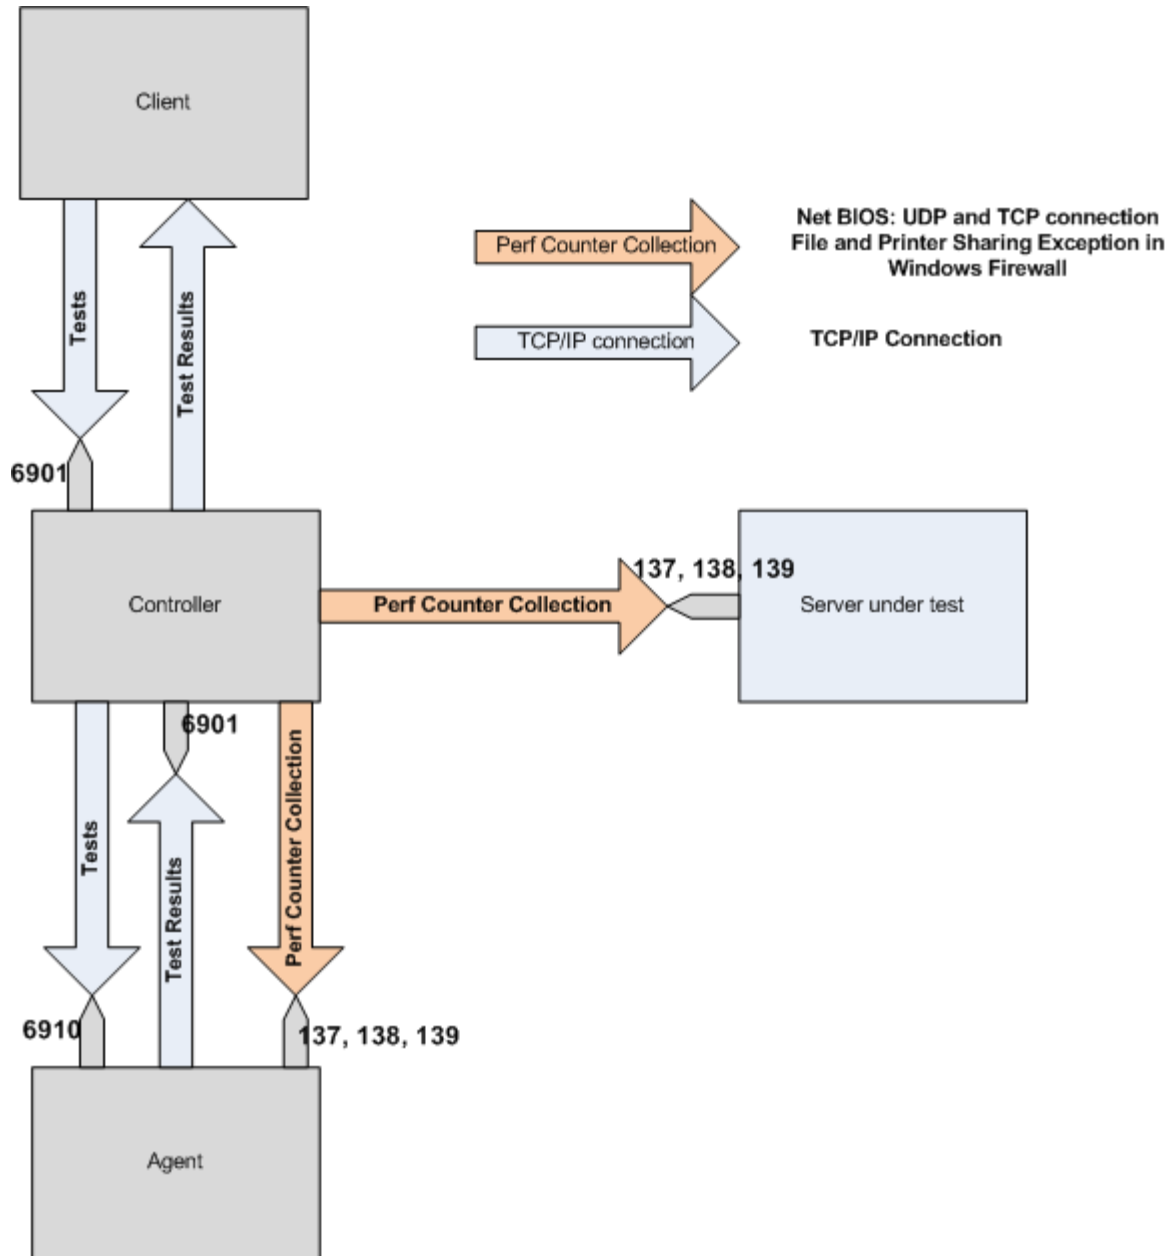 Client
Tests
Test Results
Perf Counter Collection
Net BIOS: UDP and TCP connection
File and Printer Sharing Exception in
Windows Firewall
TCP/IP connection
TCP/IP Connection
6901
Controller
Perf Counter Collection
137, 138, 139
Server under test
6901
Tests
Test Results
Perf Counter Collection
6910
137, 138, 139
Agent